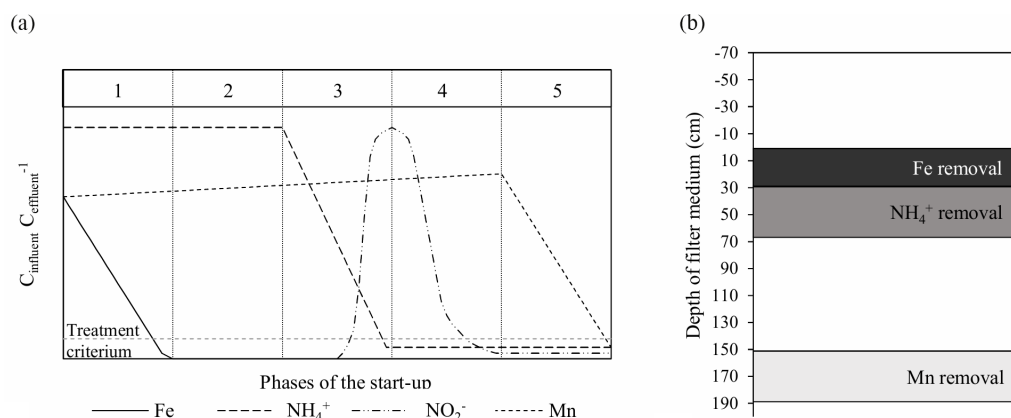 (a)
1 2 3 4 5
C_influent C_effluent^-1
Treatment
criterium
Phases of the start-up
Fe NH₄⁺ NO₂⁻ Mn
(b)
Depth of filter medium (cm)
-70
-50
-30
-10
10
30
50
70
90
110
130
150
170
190
Fe removal
NH₄⁺ removal
Mn removal